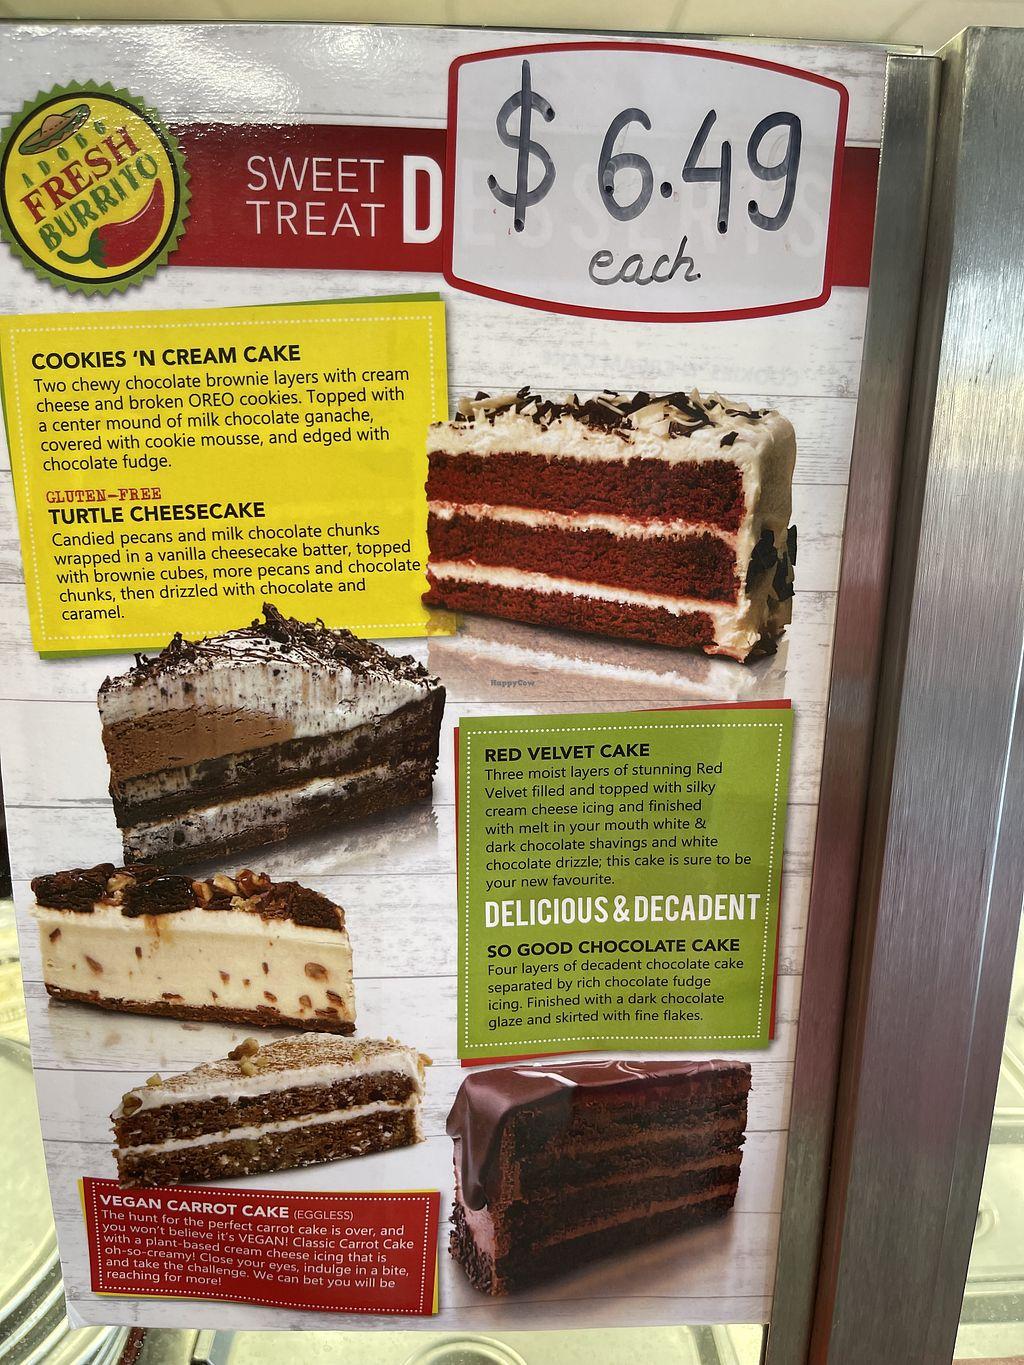 ADOBO
FRESH
BURRITO
SWEET
TREAT
DESSERTS
$ 6.49
each
COOKIES 'N CREAM CAKE
Two chewy chocolate brownie layers with cream
cheese and broken OREO cookies. Topped with
a center mound of milk chocolate ganache,
covered with cookie mousse, and edged with
chocolate fudge.
GLUTEN-FREE
TURTLE CHEESECAKE
Candied pecans and milk chocolate chunks
wrapped in a vanilla cheesecake batter, topped
with brownie cubes, more pecans and chocolate
chunks, then drizzled with chocolate and
caramel.
HappyCow
RED VELVET CAKE
Three moist layers of stunning Red
Velvet filled and topped with silky
cream cheese icing and finished
with melt in your mouth white &
dark chocolate shavings and white
chocolate drizzle; this cake is sure to be
your new favourite.
DELICIOUS & DECADENT
SO GOOD CHOCOLATE CAKE
Four layers of decadent chocolate cake
separated by rich chocolate fudge
icing. Finished with a dark chocolate
glaze and skirted with fine flakes.
VEGAN CARROT CAKE (EGGLESS)
The hunt for the perfect carrot cake is over, and
you won't believe it's VEGAN! Classic Carrot Cake
with a plant-based cream cheese icing that is
oh-so-creamy! Close your eyes, indulge in a bite,
and take the challenge. We can bet you will be
reaching for more!